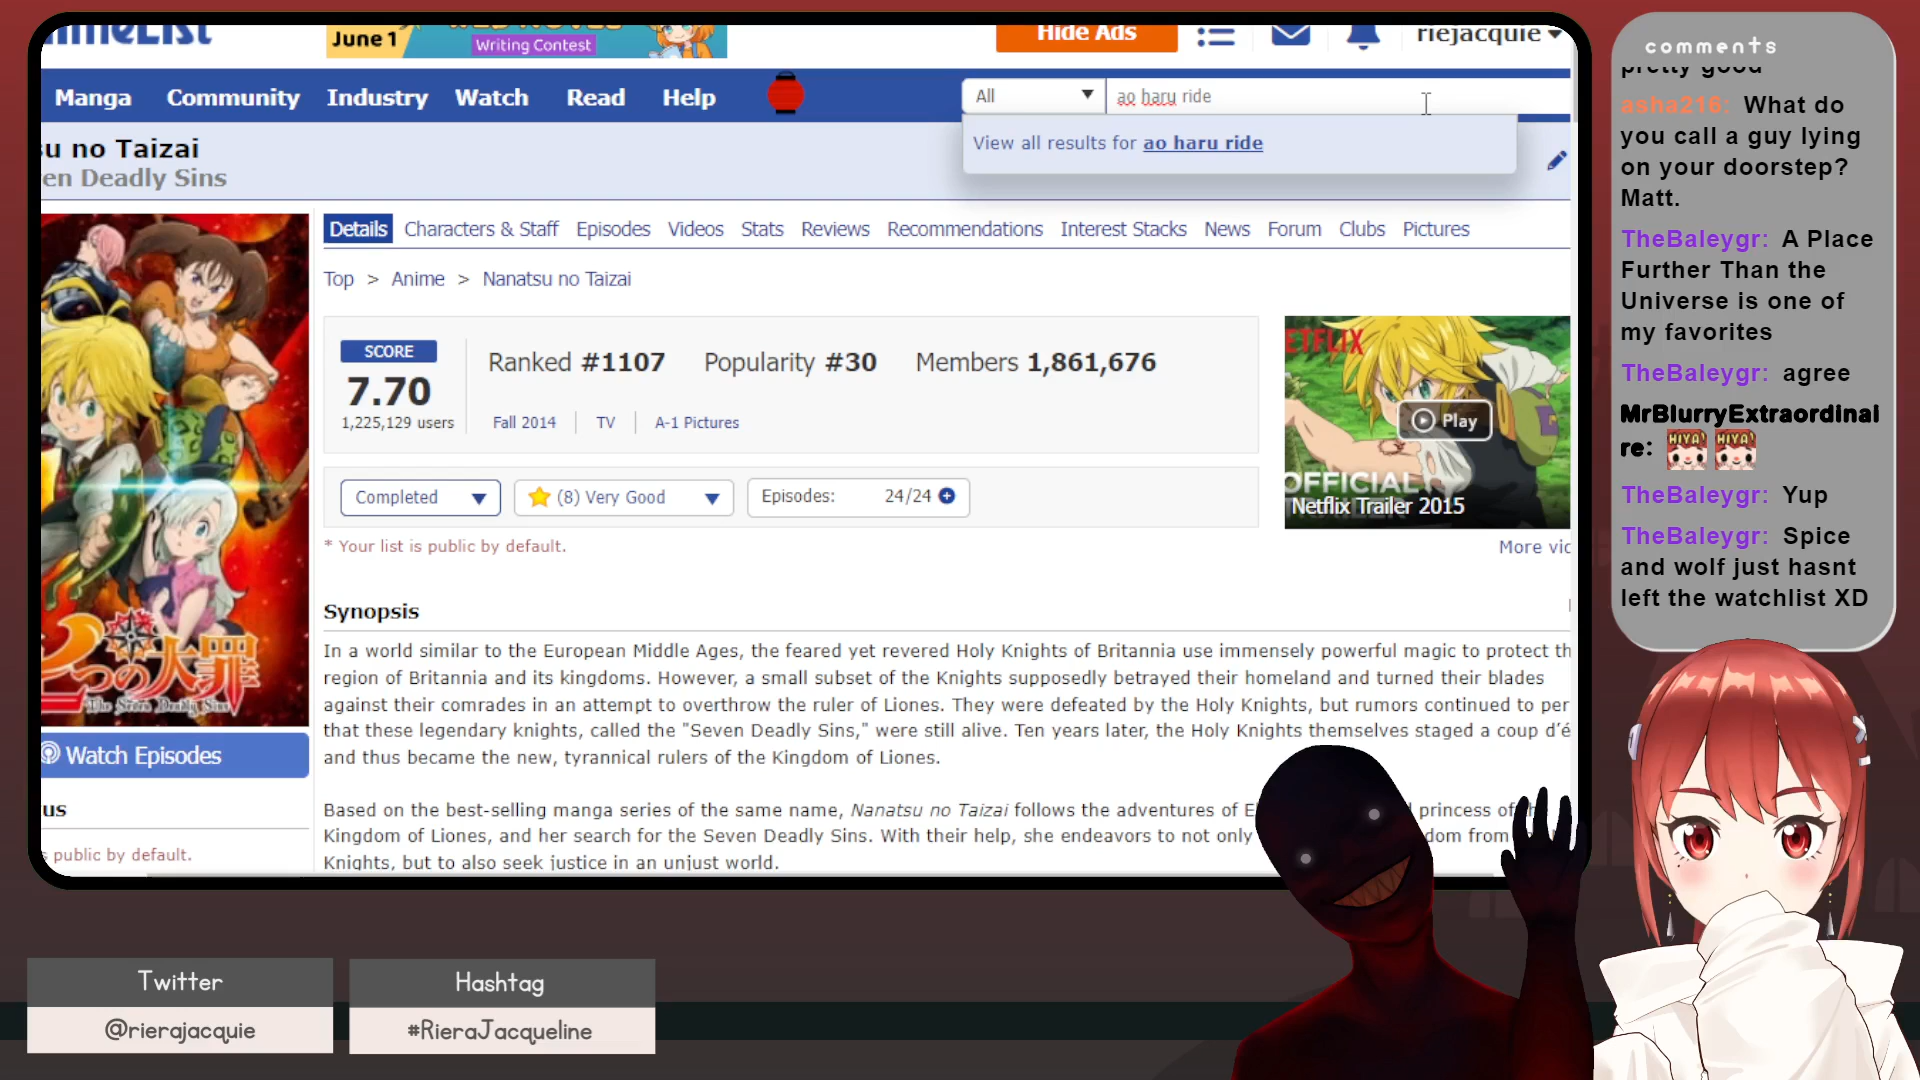 June 1
Writing Contest
Hide Ads
riejacquie
Manga Community Industry Watch Read Help
All
ao haru ride
View all results for ao haru ride
su no Taizai
en Deadly Sins
Details Characters & Staff Episodes Videos Stats Reviews Recommendations Interest Stacks News Forum Clubs Pictures
Top > Anime > Nanatsu no Taizai
SCORE
7.70
1,225,129 users
Ranked #1107 Popularity #30 Members 1,861,676
Fall 2014 TV A-1 Pictures
Completed
(8) Very Good
Episodes: 24/24
* Your list is public by default.
NETFLIX
Play
OFFICIAL
Netflix Trailer 2015
More vid
Synopsis
In a world similar to the European Middle Ages, the feared yet revered Holy Knights of Britannia use immensely powerful magic to protect th
region of Britannia and its kingdoms. However, a small subset of the Knights supposedly betrayed their homeland and turned their blades
against their comrades in an attempt to overthrow the ruler of Liones. They were defeated by the Holy Knights, but rumors continued to per
that these legendary knights, called the "Seven Deadly Sins," were still alive. Ten years later, the Holy Knights themselves staged a coup d'é
and thus became the new, tyrannical rulers of the Kingdom of Liones.
Based on the best-selling manga series of the same name, Nanatsu no Taizai follows the adventures of E princess of
Kingdom of Liones, and her search for the Seven Deadly Sins. With their help, she endeavors to not only dom from
Knights, but to also seek justice in an unjust world.
つの大罪
The Seven Deadly Sins
Watch Episodes
us
s public by default.
comments
pretty good
asha216: What do
you call a guy lying
on your doorstep?
Matt.
TheBaleygr: A Place
Further Than the
Universe is one of
my favorites
TheBaleygr: agree
MrBlurryExtraordinai
re: HIYA! HIYA!
TheBaleygr: Yup
TheBaleygr: Spice
and wolf just hasnt
left the watchlist XD
Twitter
@rierajacquie
Hashtag
#RieraJacqueline